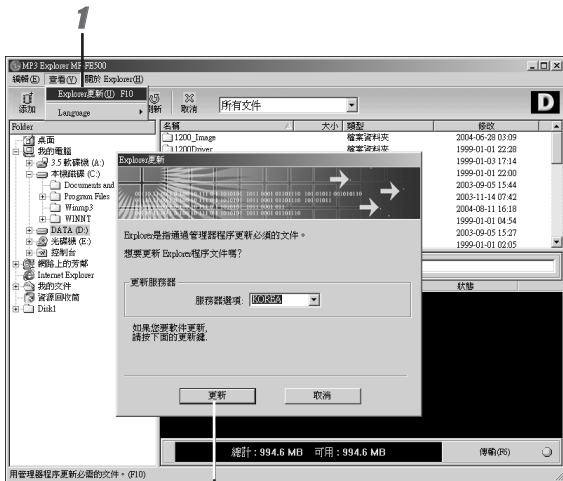 1
MP3 Explorer MF-FE500
編輯(E) 查看(V) 關於 Explorer(H)
Explorer更新(U) F10
Language
添加 刷新 取消 所有文件 D
Folder
名稱 大小 類型 修改
桌面
我的電腦
3.5 軟碟機 (A:)
本機磁碟 (C:)
Documents and
Program Files
Winmp3
WINNT
DATA (D:)
光碟機 (E:)
控制台
網路上的芳鄰
Internet Explorer
我的文件
資源回收筒
Disk1
1200_Image 檔案資料夾 2004-06-28 03:09
1200Driver 檔案資料夾 1999-01-01 22:28
1999-01-03 17:14
1999-01-01 22:00
2003-09-05 15:44
2003-11-14 07:42
2004-08-11 16:18
1999-01-01 04:54
2003-09-05 15:27
1999-01-01 02:05
狀態
Explorer更新
Explorer是指通過管理器程序更新必須的文件。
想要更新 Explorer程序文件嗎?
更新服務器
服務器選項: KOREA
如果您要軟件更新,
請按下面的更新鍵.
更新 取消
總計 : 994.6 MB 可用 : 994.6 MB 傳輸(F6)
用管理器程序更新必需的文件。(F10)